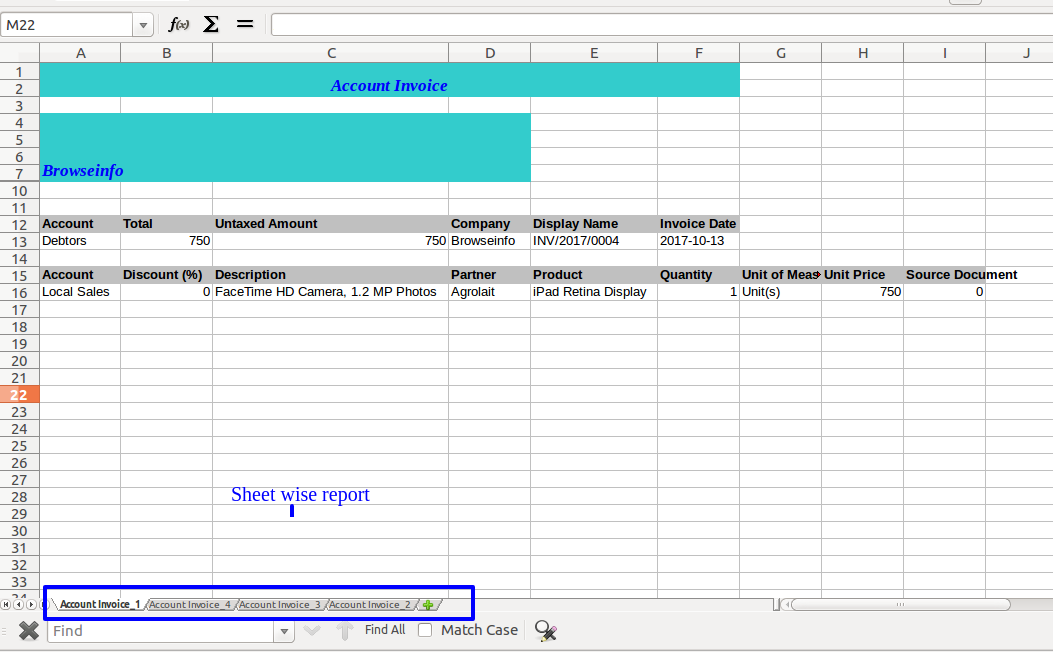 M22
f(x) Σ =
A B C D E F G H I J
1
2 Account Invoice
3
4
5
6
7 Browseinfo
10
11
12 Account Total Untaxed Amount Company Display Name Invoice Date
13 Debtors 750 750 Browseinfo INV/2017/0004 2017-10-13
14
15 Account Discount (%) Description Partner Product Quantity Unit of Meas Unit Price Source Document
16 Local Sales 0 FaceTime HD Camera, 1.2 MP Photos Agrolait iPad Retina Display 1 Unit(s) 750 0
17
18
19
20
21
22
23
24
25
26
27
28 Sheet wise report
29
30
31
32
33
34
Account Invoice_1 Account Invoice_4 Account Invoice_3 Account Invoice_2
Find Find All Match Case